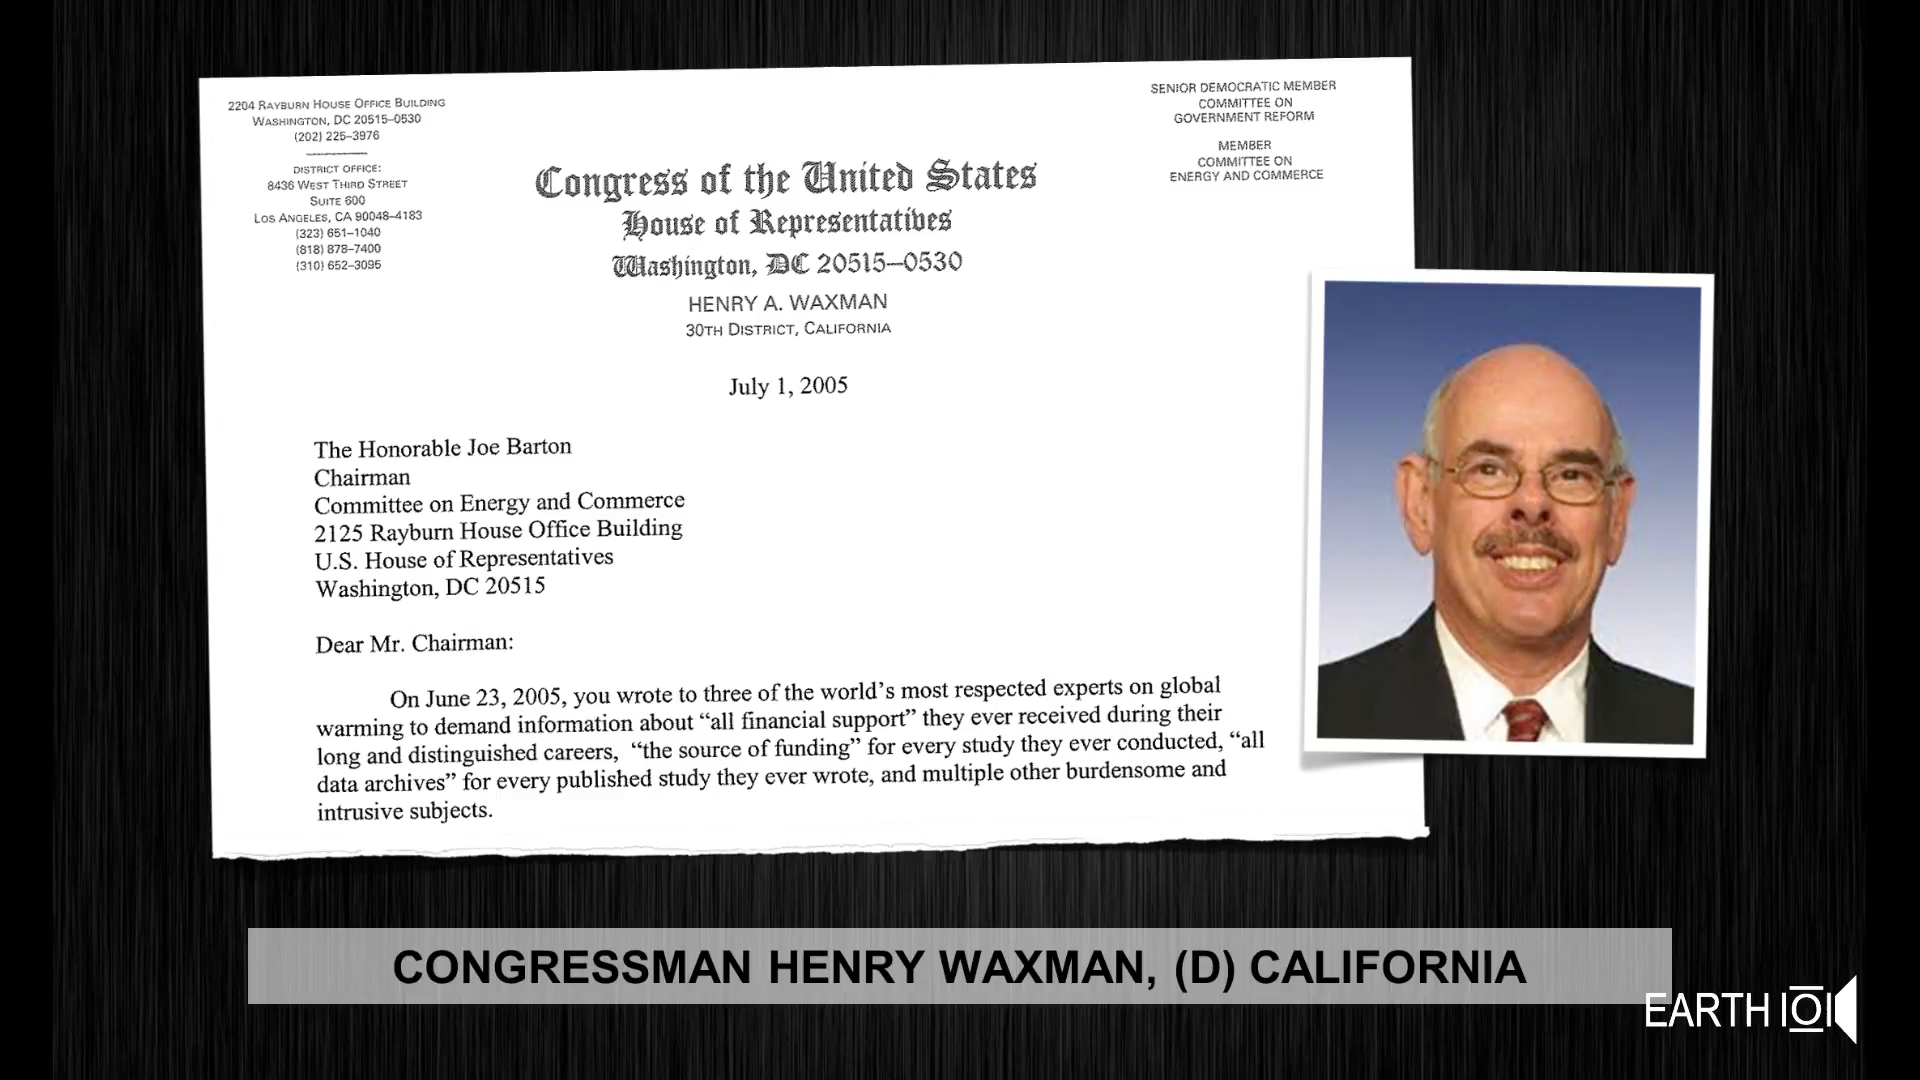 2204 RAYBURN HOUSE OFFICE BUILDING
WASHINGTON, DC 20515–0530
(202) 225–3976
DISTRICT OFFICE:
8436 WEST THIRD STREET
SUITE 600
LOS ANGELES, CA 90048–4183
(323) 651–1040
(818) 878–7400
(310) 652–3095
SENIOR DEMOCRATIC MEMBER
COMMITTEE ON
GOVERNMENT REFORM
MEMBER
COMMITTEE ON
ENERGY AND COMMERCE
Congress of the United States
House of Representatives
Washington, DC 20515–0530
HENRY A. WAXMAN
30TH DISTRICT, CALIFORNIA
July 1, 2005
The Honorable Joe Barton
Chairman
Committee on Energy and Commerce
2125 Rayburn House Office Building
U.S. House of Representatives
Washington, DC 20515
Dear Mr. Chairman:
On June 23, 2005, you wrote to three of the world’s most respected experts on global
warming to demand information about “all financial support” they ever received during their
long and distinguished careers, “the source of funding” for every study they ever conducted, “all
data archives” for every published study they ever wrote, and multiple other burdensome and
intrusive subjects.
CONGRESSMAN HENRY WAXMAN, (D) CALIFORNIA
EARTH 101